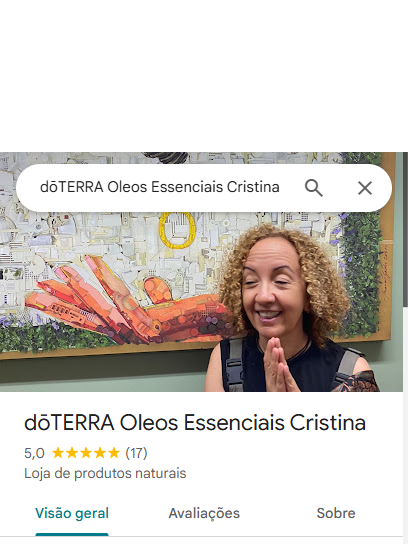 dōTERRA Oleos Essenciais Cristina
dōTERRA Oleos Essenciais Cristina
5,0 (17)
Loja de produtos naturais
Visão geral Avaliações Sobre